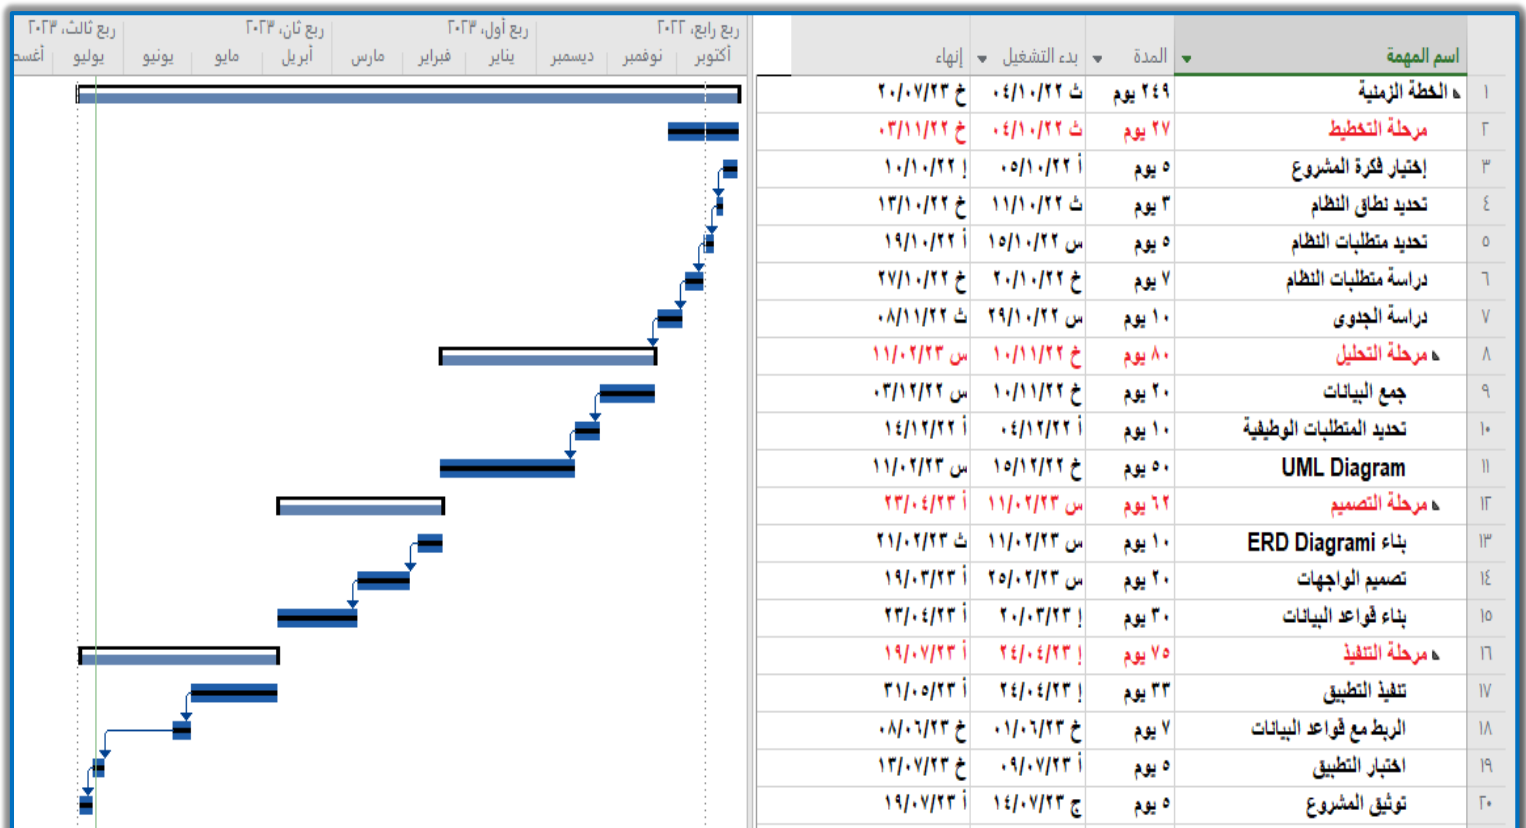 اسم المهمة المدة بدء التشغيل إنهاء
ربع رابع، ٢٠٢٢ ربع أول، ٢٠٢٣ ربع ثان، ٢٠٢٣ ربع ثالث، ٢٠٢٣
أكتوبر نوفمبر ديسمبر يناير فبراير مارس أبريل مايو يونيو يوليو أغسـ
١ الخطة الزمنية ٢٤٩ يوم ث ٠٤/١٠/٢٢ خ ٢٠/٠٧/٢٣
٢ مرحلة التخطيط ٢٧ يوم ث ٠٤/١٠/٢٢ خ ٠٣/١١/٢٢
٣ إختيار فكرة المشروع ٥ يوم أ ٠٥/١٠/٢٢ إ ١٠/١٠/٢٢
٤ تحديد نطاق النظام ٣ يوم ث ١١/١٠/٢٢ خ ١٣/١٠/٢٢
٥ تحديد متطلبات النظام ٥ يوم س ١٥/١٠/٢٢ أ ١٩/١٠/٢٢
٦ دراسة متطلبات النظام ٧ يوم خ ٢٠/١٠/٢٢ خ ٢٧/١٠/٢٢
٧ دراسة الجدوى ١٠ يوم س ٢٩/١٠/٢٢ ث ٠٨/١١/٢٢
٨ مرحلة التحليل ٨٠ يوم خ ١٠/١١/٢٢ س ١١/٠٢/٢٣
٩ جمع البيانات ٢٠ يوم خ ١٠/١١/٢٢ س ٠٣/١٢/٢٢
١٠ تحديد المتطلبات الوظيفية ١٠ يوم أ ٠٤/١٢/٢٢ أ ١٤/١٢/٢٢
١١ UML Diagram ٥٠ يوم خ ١٥/١٢/٢٢ س ١١/٠٢/٢٣
١٢ مرحلة التصميم ٦٢ يوم س ١١/٠٢/٢٣ أ ٢٣/٠٤/٢٣
١٣ بناء ERD Diagrami ١٠ يوم س ١١/٠٢/٢٣ ث ٢١/٠٢/٢٣
١٤ تصميم الواجهات ٢٠ يوم س ٢٥/٠٢/٢٣ أ ١٩/٠٣/٢٣
١٥ بناء قواعد البيانات ٣٠ يوم إ ٢٠/٠٣/٢٣ أ ٢٣/٠٤/٢٣
١٦ مرحلة التنفيذ ٧٥ يوم إ ٢٤/٠٤/٢٣ أ ١٩/٠٧/٢٣
١٧ تنفيذ التطبيق ٣٣ يوم إ ٢٤/٠٤/٢٣ أ ٣١/٠٥/٢٣
١٨ الربط مع قواعد البيانات ٧ يوم خ ٠١/٠٦/٢٣ خ ٠٨/٠٦/٢٣
١٩ اختبار التطبيق ٥ يوم أ ٠٩/٠٧/٢٣ خ ١٣/٠٧/٢٣
٢٠ توثيق المشروع ٥ يوم ج ١٤/٠٧/٢٣ أ ١٩/٠٧/٢٣